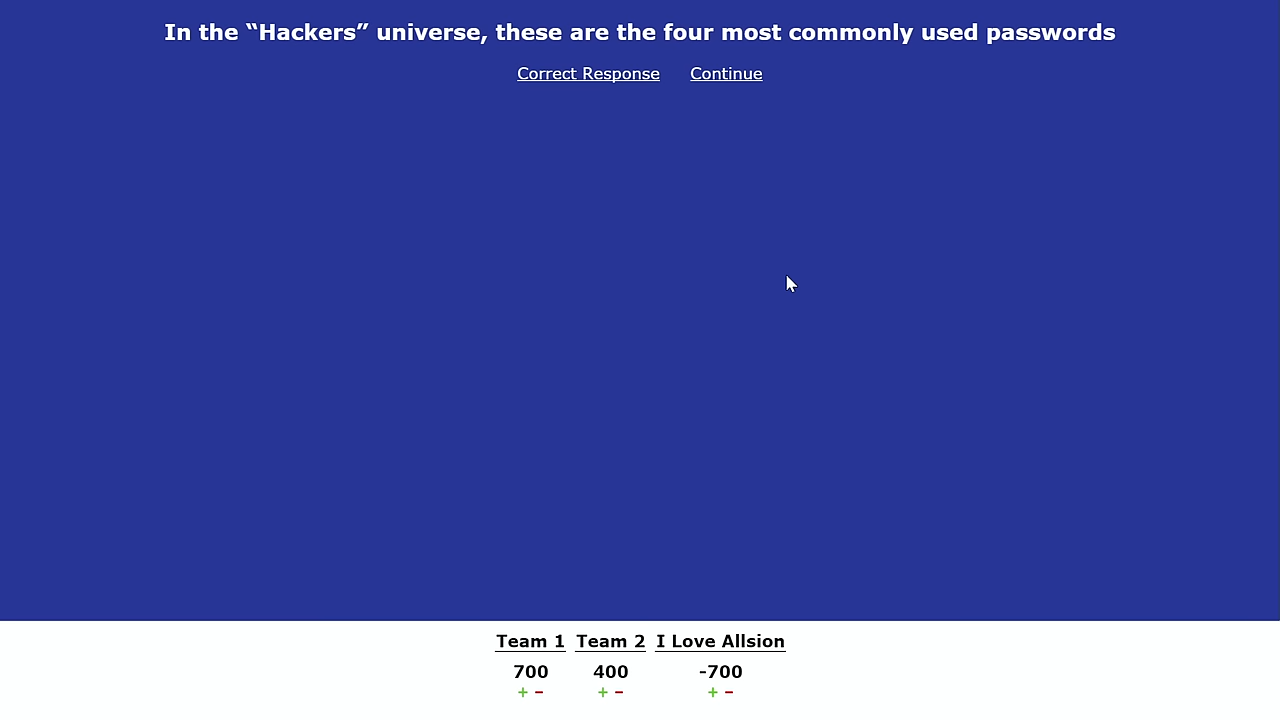 In the “Hackers” universe, these are the four most commonly used passwords
Correct Response Continue
Team 1 Team 2 I Love Allsion
700 400 -700
+ − + − + −